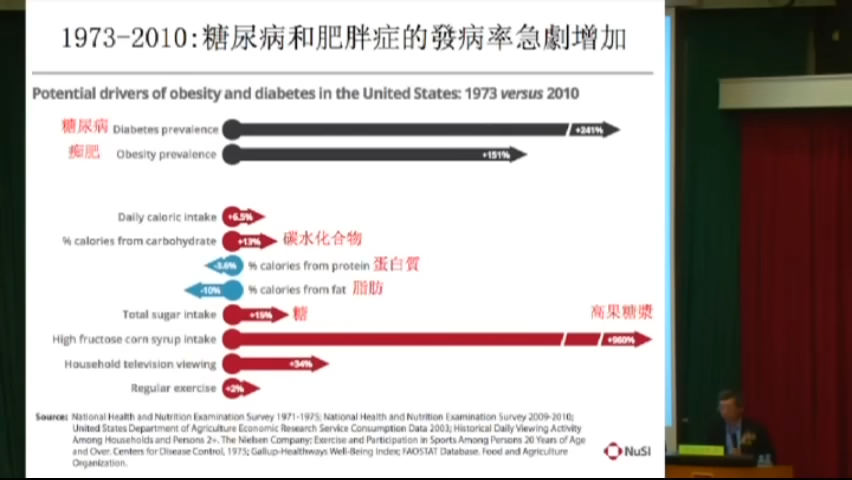 1973-2010:糖尿病和肥胖症的發病率急劇增加
Potential drivers of obesity and diabetes in the United States: 1973 versus 2010
糖尿病 Diabetes prevalence +241%
痴肥 Obesity prevalence +151%
Daily caloric intake +6.5%
% calories from carbohydrate +13% 碳水化合物
-3.6% % calories from protein 蛋白質
-10% % calories from fat 脂肪
Total sugar intake +15% 糖
高果糖漿
High fructose corn syrup intake +960%
Household television viewing +34%
Regular exercise +2%
Source: National Health and Nutrition Examination Survey 1971-1975; National Health and Nutrition Examination Survey 2009-2010;
United States Department of Agriculture Economic Research Service Consumption Data 2003; Historical Daily Viewing Activity
Among Households and Persons 2+. The Nielsen Company; Exercise and Participation in Sports Among Persons 20 Years of Age
and Over. Centers for Disease Control, 1975; Gallup-Healthways Well-Being Index; FAOSTAT Database. Food and Agriculture
Organization.
NuSI